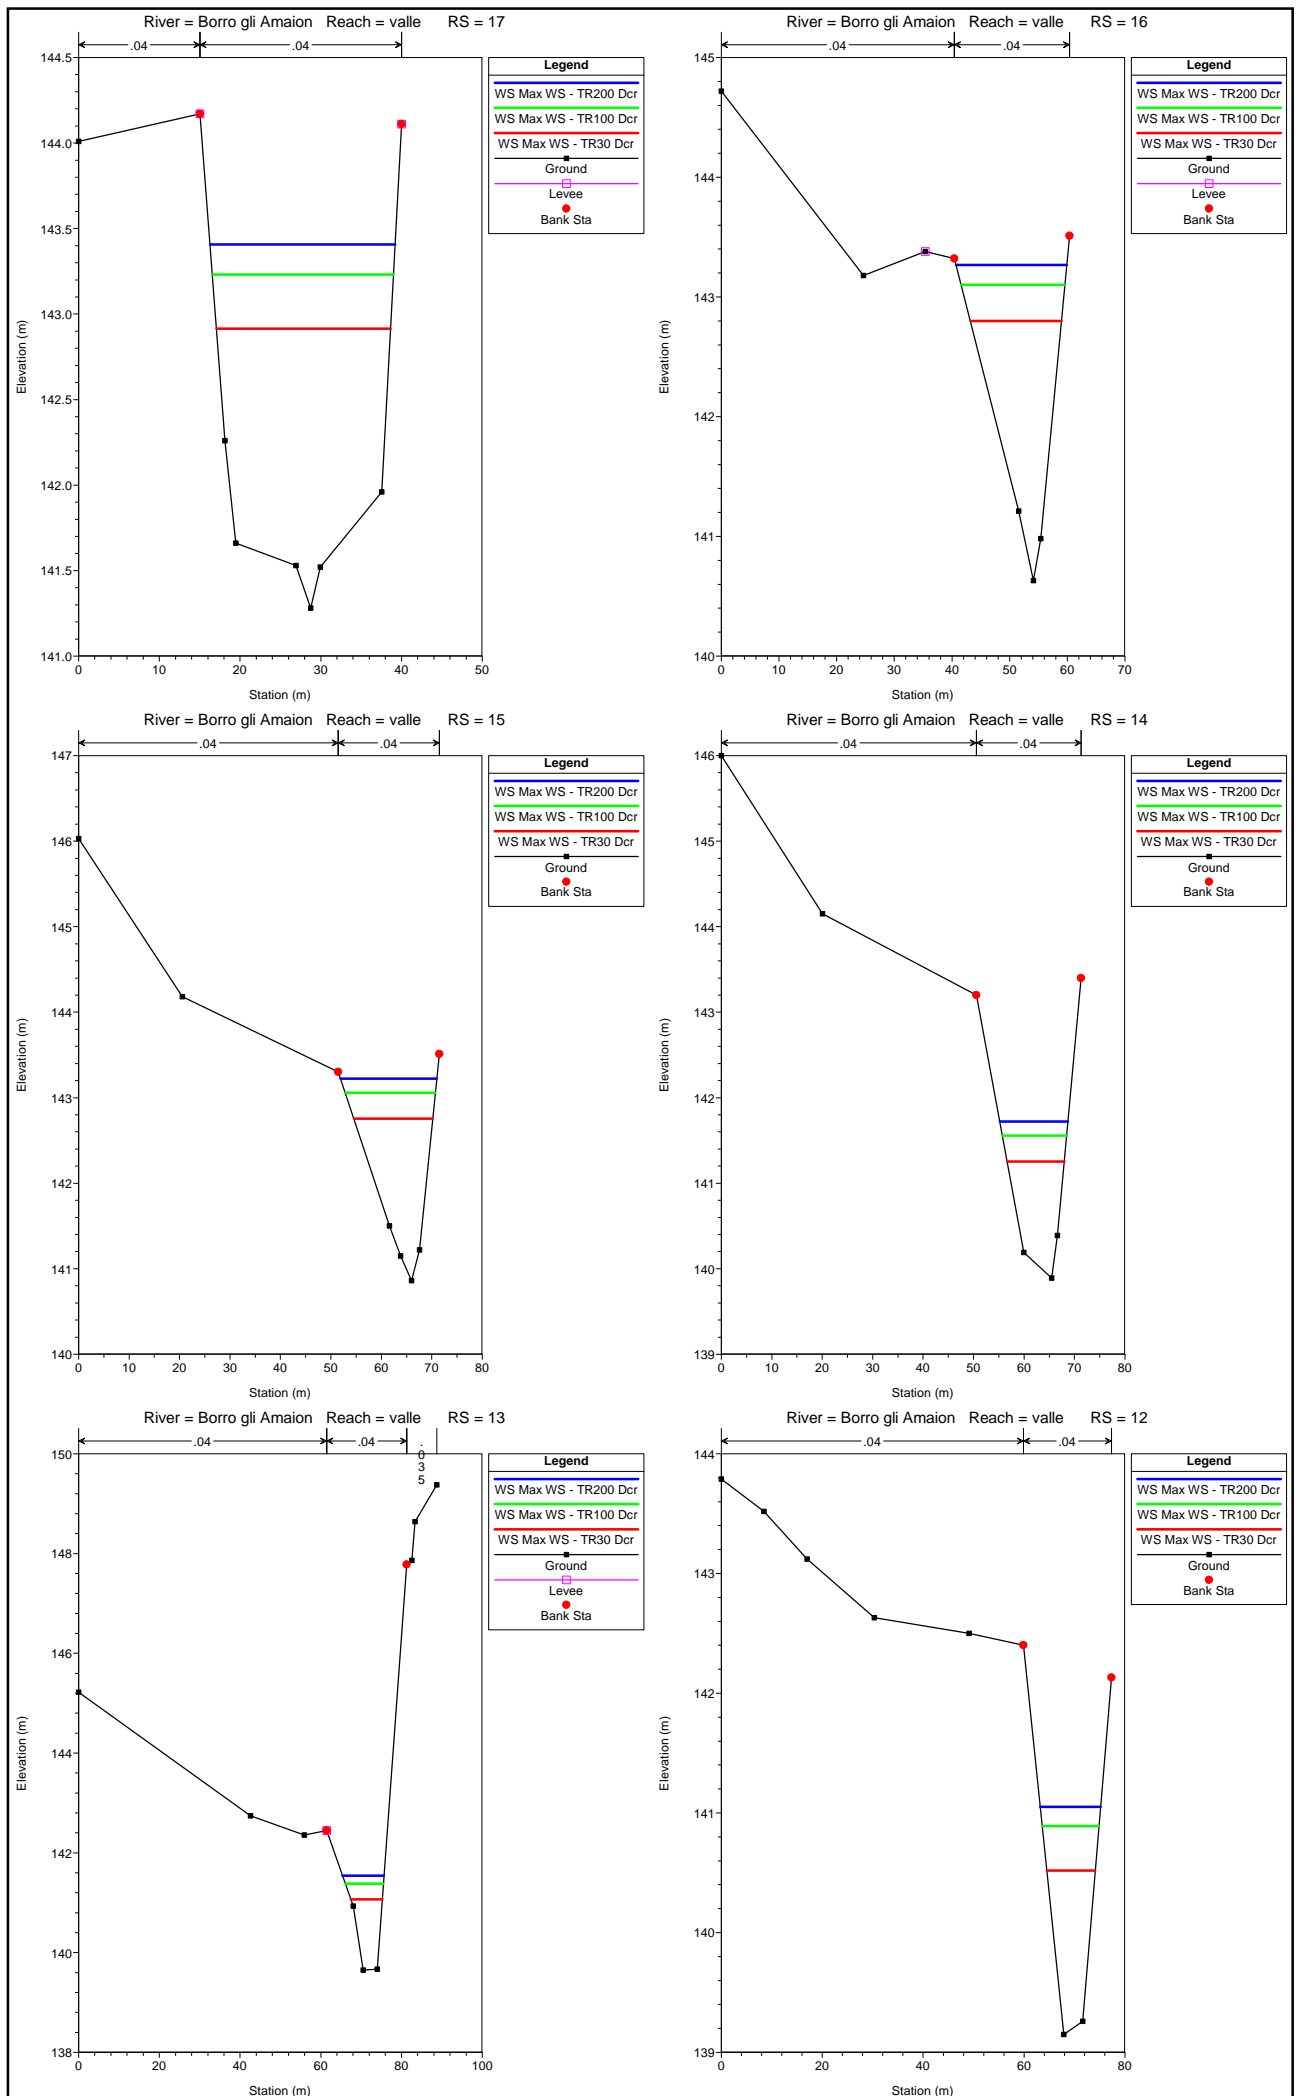 River = Borro gli Amaion   Reach = valle   RS = 17
.04   .04
144.5
144.0
143.5
143.0
142.5
142.0
141.5
141.0
Elevation (m)
0   10   20   30   40   50
Station (m)
Legend
WS Max WS - TR200 Dcr
WS Max WS - TR100 Dcr
WS Max WS - TR30 Dcr
Ground
Levee
Bank Sta
River = Borro gli Amaion   Reach = valle   RS = 16
.04   .04
145
144
143
142
141
140
Elevation (m)
0   10   20   30   40   50   60   70
Station (m)
Legend
WS Max WS - TR200 Dcr
WS Max WS - TR100 Dcr
WS Max WS - TR30 Dcr
Ground
Levee
Bank Sta
River = Borro gli Amaion   Reach = valle   RS = 15
.04   .04
147
146
145
144
143
142
141
140
Elevation (m)
0   10   20   30   40   50   60   70   80
Station (m)
Legend
WS Max WS - TR200 Dcr
WS Max WS - TR100 Dcr
WS Max WS - TR30 Dcr
Ground
Bank Sta
River = Borro gli Amaion   Reach = valle   RS = 14
.04   .04
146
145
144
143
142
141
140
139
Elevation (m)
0   10   20   30   40   50   60   70   80
Station (m)
Legend
WS Max WS - TR200 Dcr
WS Max WS - TR100 Dcr
WS Max WS - TR30 Dcr
Ground
Bank Sta
River = Borro gli Amaion   Reach = valle   RS = 13
.04   .04   .035
150
148
146
144
142
140
138
Elevation (m)
0   20   40   60   80   100
Station (m)
Legend
WS Max WS - TR200 Dcr
WS Max WS - TR100 Dcr
WS Max WS - TR30 Dcr
Ground
Levee
Bank Sta
River = Borro gli Amaion   Reach = valle   RS = 12
.04   .04
144
143
142
141
140
139
Elevation (m)
0   20   40   60   80
Station (m)
Legend
WS Max WS - TR200 Dcr
WS Max WS - TR100 Dcr
WS Max WS - TR30 Dcr
Ground
Bank Sta